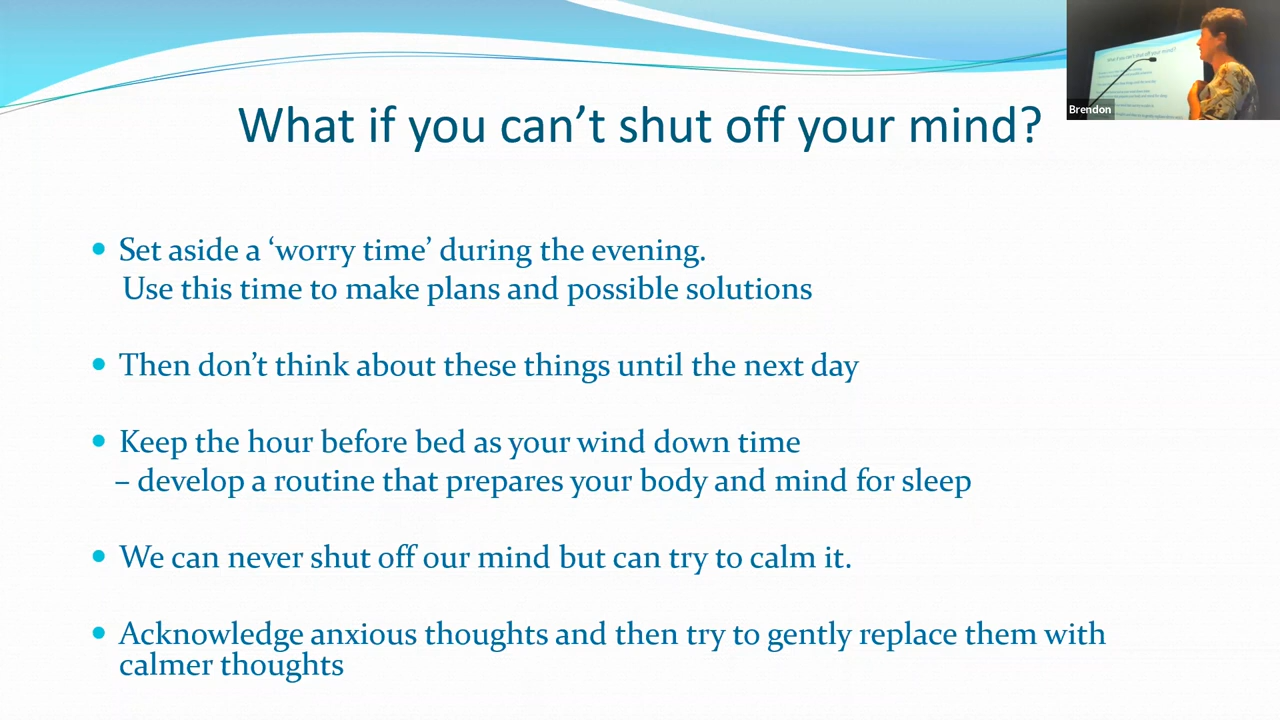 What if you can’t shut off your mind?
Brendon
• Set aside a ‘worry time’ during the evening.
Use this time to make plans and possible solutions
• Then don’t think about these things until the next day
• Keep the hour before bed as your wind down time
– develop a routine that prepares your body and mind for sleep
• We can never shut off our mind but can try to calm it.
• Acknowledge anxious thoughts and then try to gently replace them with
calmer thoughts